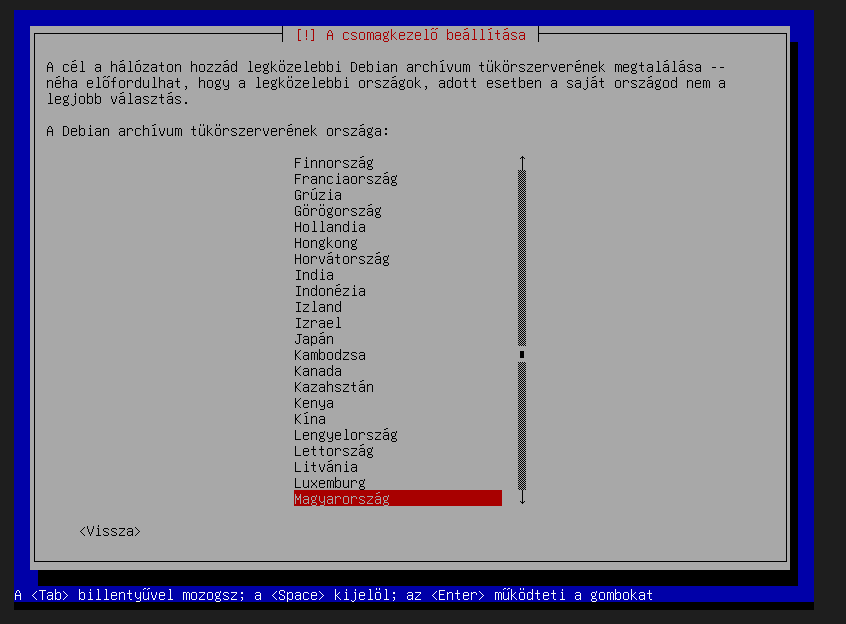 [!] A csomagkezelő beállítása
A cél a hálózaton hozzád legközelebbi Debian archívum tükörszerverének megtalálása --
néha előfordulhat, hogy a legközelebbi országok, adott esetben a saját országod nem a
legjobb választás.
A Debian archívum tükörszerverének országa:
Finnország
Franciaország
Grúzia
Görögország
Hollandia
Hongkong
Horvátország
India
Indonézia
Izland
Izrael
Japán
Kambodzsa
Kanada
Kazahsztán
Kenya
Kína
Lengyelország
Lettország
Litvánia
Luxemburg
Magyarország
<Vissza>
A <Tab> billentyűvel mozogsz; a <Space> kijelöl; az <Enter> működteti a gombokat